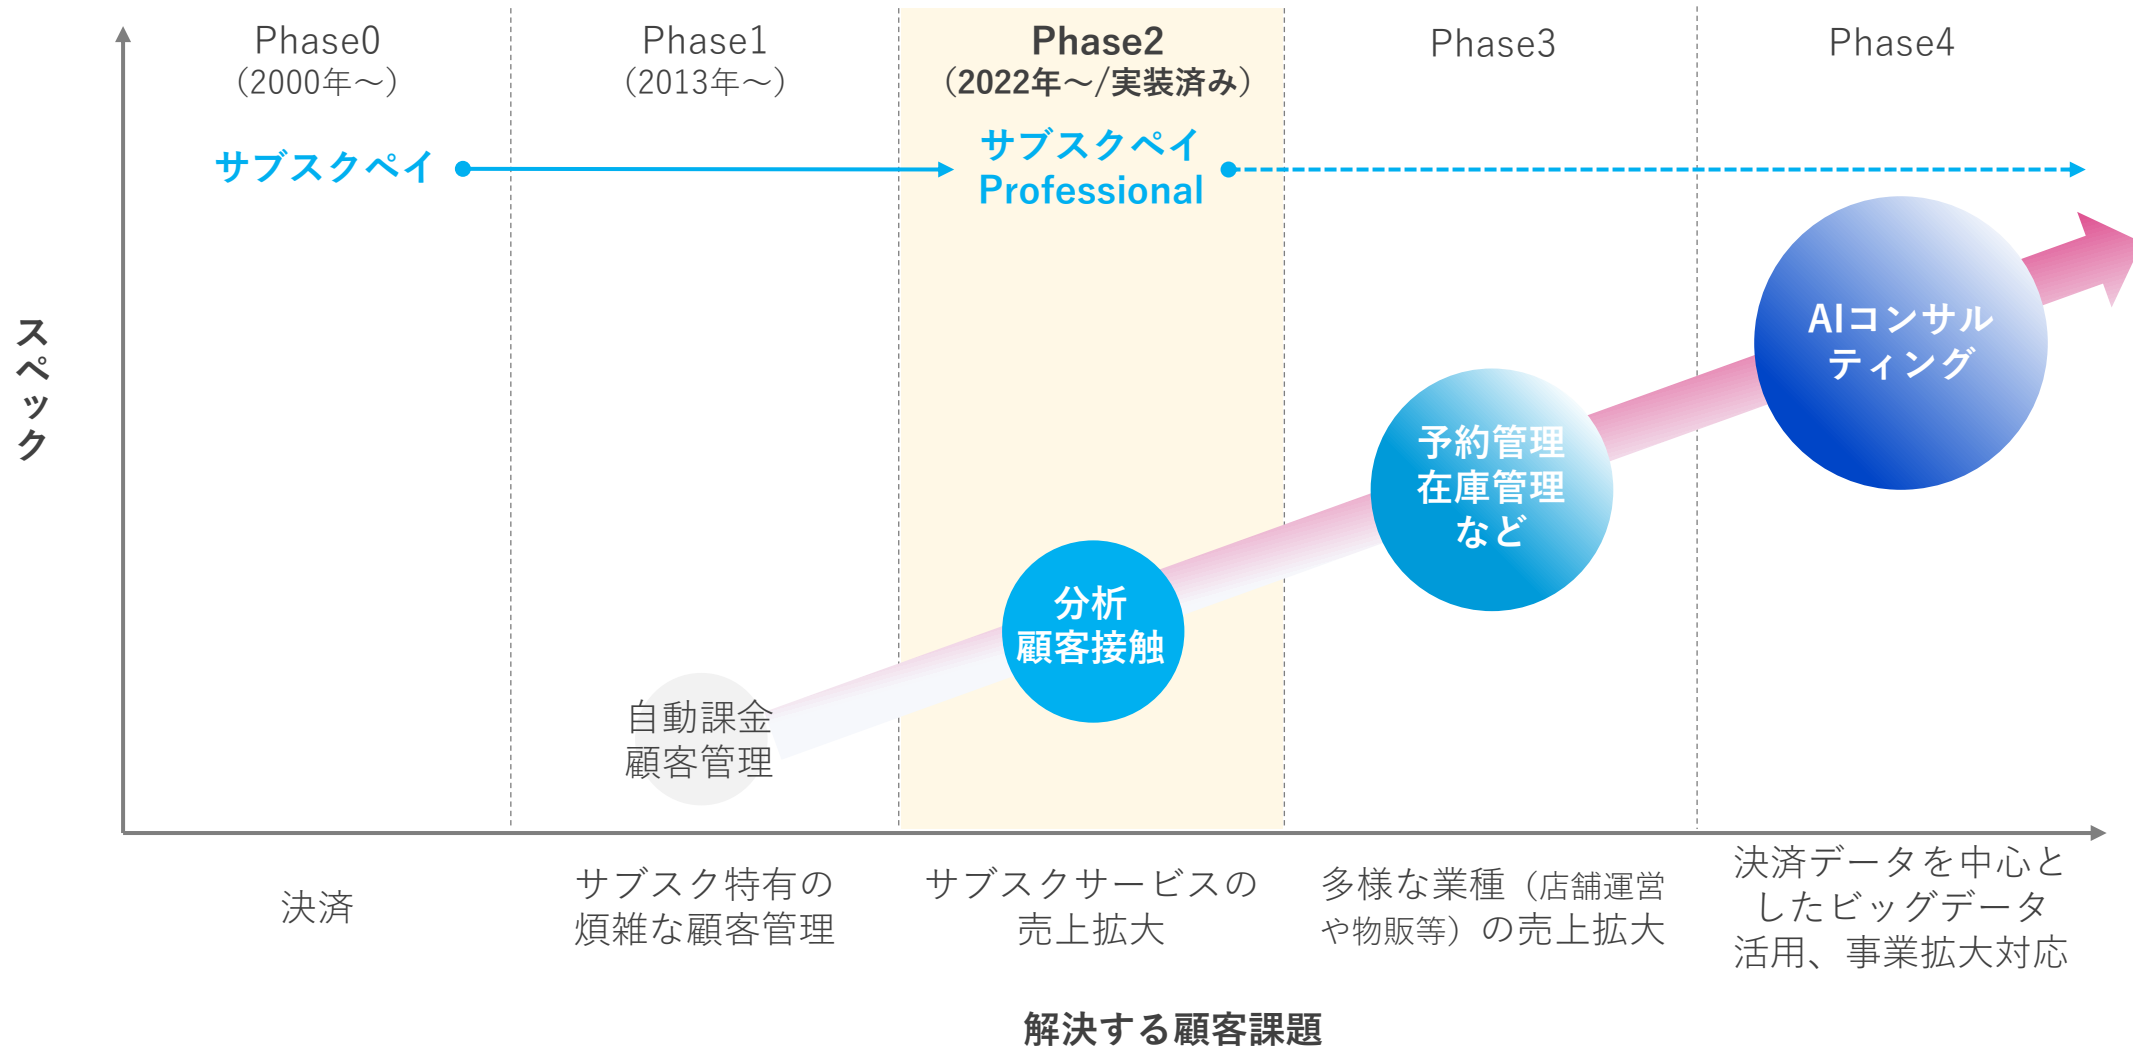 Phase0
（2000年～）
Phase1
（2013年～）
Phase2
（2022年～/実装済み）
Phase3
Phase4
サブスクペイ
サブスクペイ
Professional
スペック
AIコンサル
ティング
予約管理
在庫管理
など
分析
顧客接触
自動課金
顧客管理
決済
サブスク特有の
煩雑な顧客管理
サブスクサービスの
売上拡大
多様な業種（店舗運営
や物販等）の売上拡大
決済データを中心と
したビッグデータ
活用、事業拡大対応
解決する顧客課題